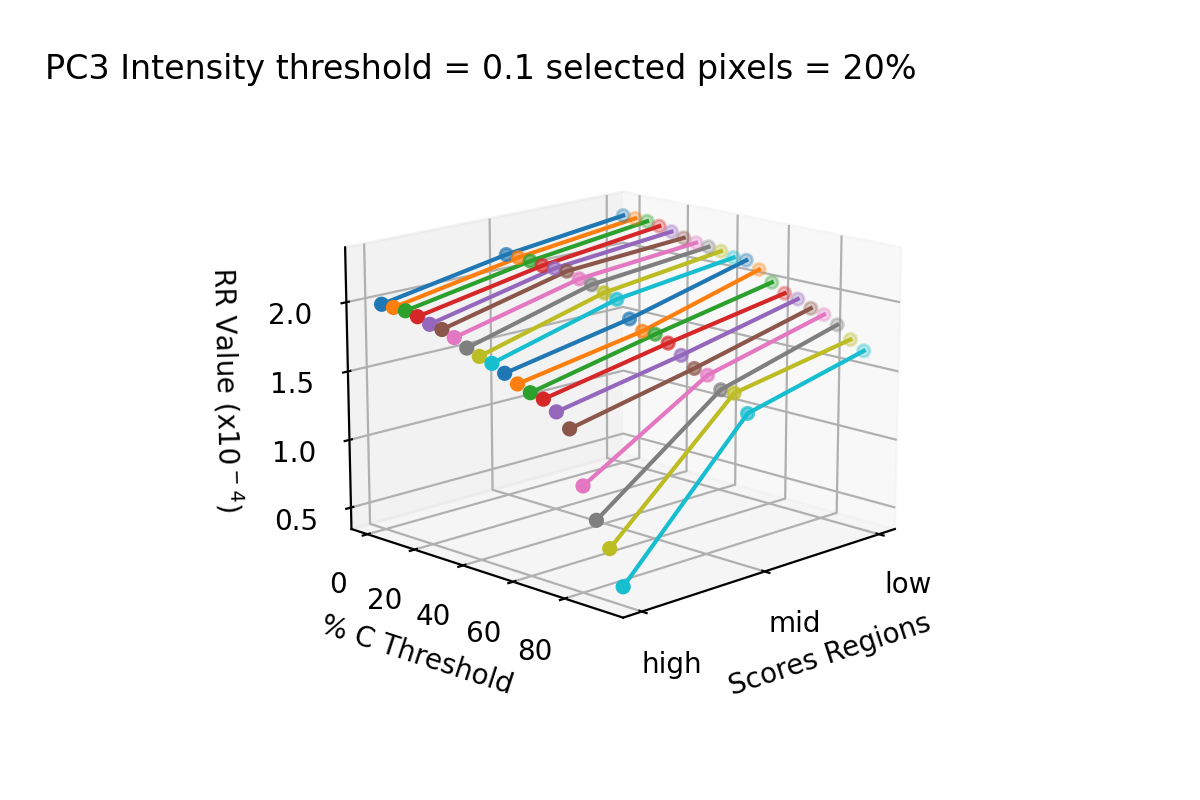 PC3 Intensity threshold = 0.1 selected pixels = 20%
RR Value (x10⁻⁴)
2.0
1.5
1.0
0.5
0
20
40
60
80
% C Threshold
low
mid
high
Scores Regions